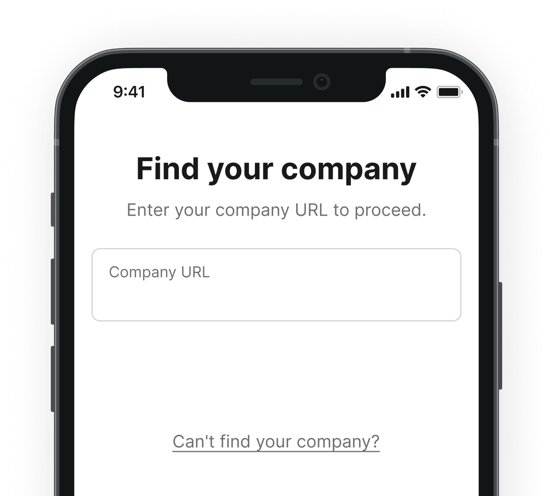 9:41
Find your company
Enter your company URL to proceed.
Company URL
Can't find your company?